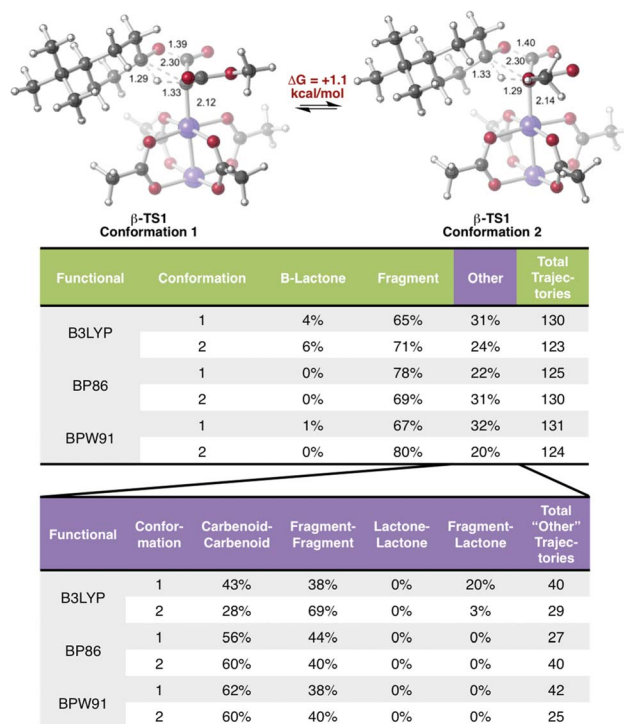 1.39
2.30
1.29
1.33
2.12
ΔG = +1.1
kcal/mol
1.40
2.30
1.33
1.29
2.14
β-TS1
Conformation 1
β-TS1
Conformation 2
Functional Conformation B-Lactone Fragment Other Total Trajec-tories
B3LYP 1 4% 65% 31% 130
2 6% 71% 24% 123
BP86 1 0% 78% 22% 125
2 0% 69% 31% 130
BPW91 1 1% 67% 32% 131
2 0% 80% 20% 124
Functional Confor-mation Carbenoid-Carbenoid Fragment-Fragment Lactone-Lactone Fragment-Lactone Total "Other" Trajec-tories
B3LYP 1 43% 38% 0% 20% 40
2 28% 69% 0% 3% 29
BP86 1 56% 44% 0% 0% 27
2 60% 40% 0% 0% 40
BPW91 1 62% 38% 0% 0% 42
2 60% 40% 0% 0% 25